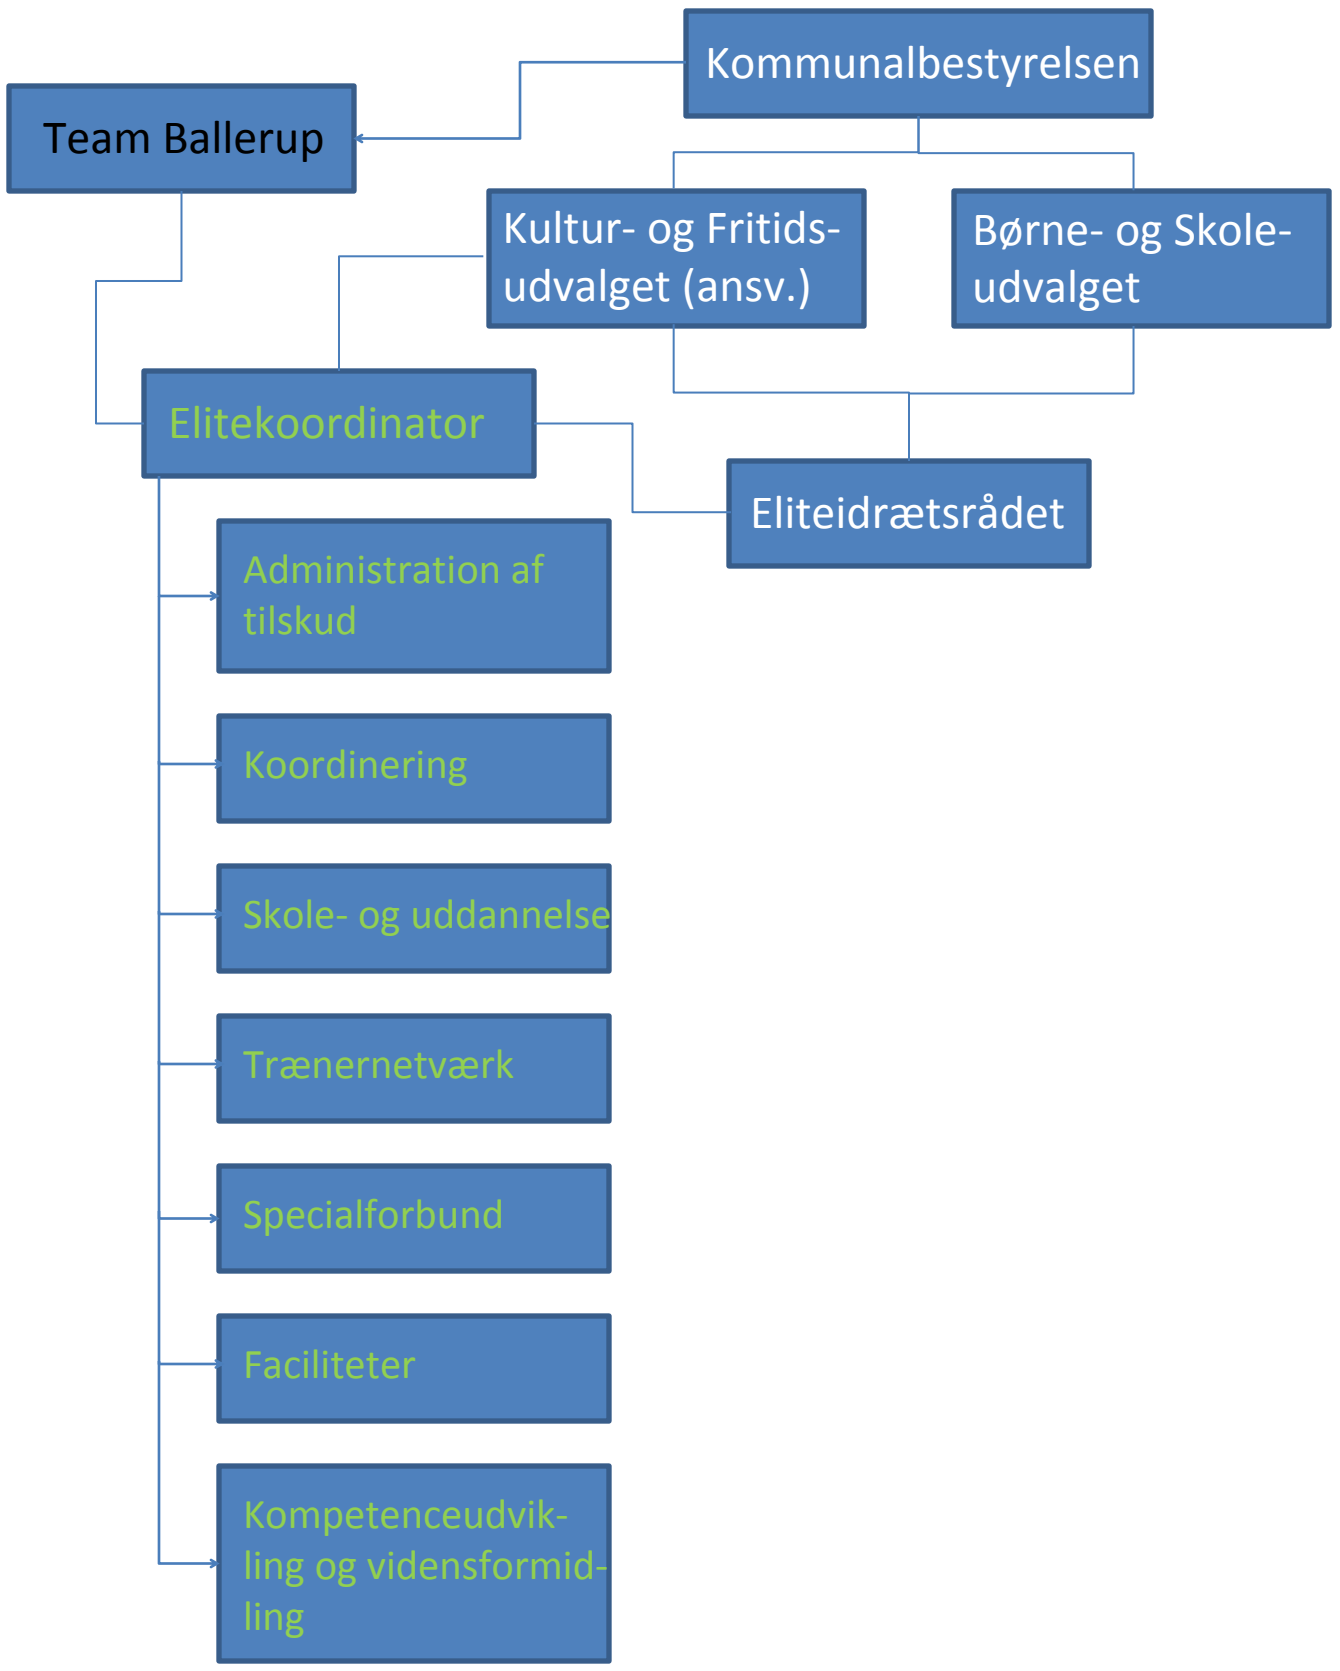 Kommunalbestyrelsen
Team Ballerup
Kultur- og Fritids-
udvalget (ansv.)
Børne- og Skole-
udvalget
Elitekoordinator
Eliteidrætsrådet
Administration af
tilskud
Koordinering
Skole- og uddannelse
Trænernetværk
Specialforbund
Faciliteter
Kompetenceudvik-
ling og vidensformid-
ling